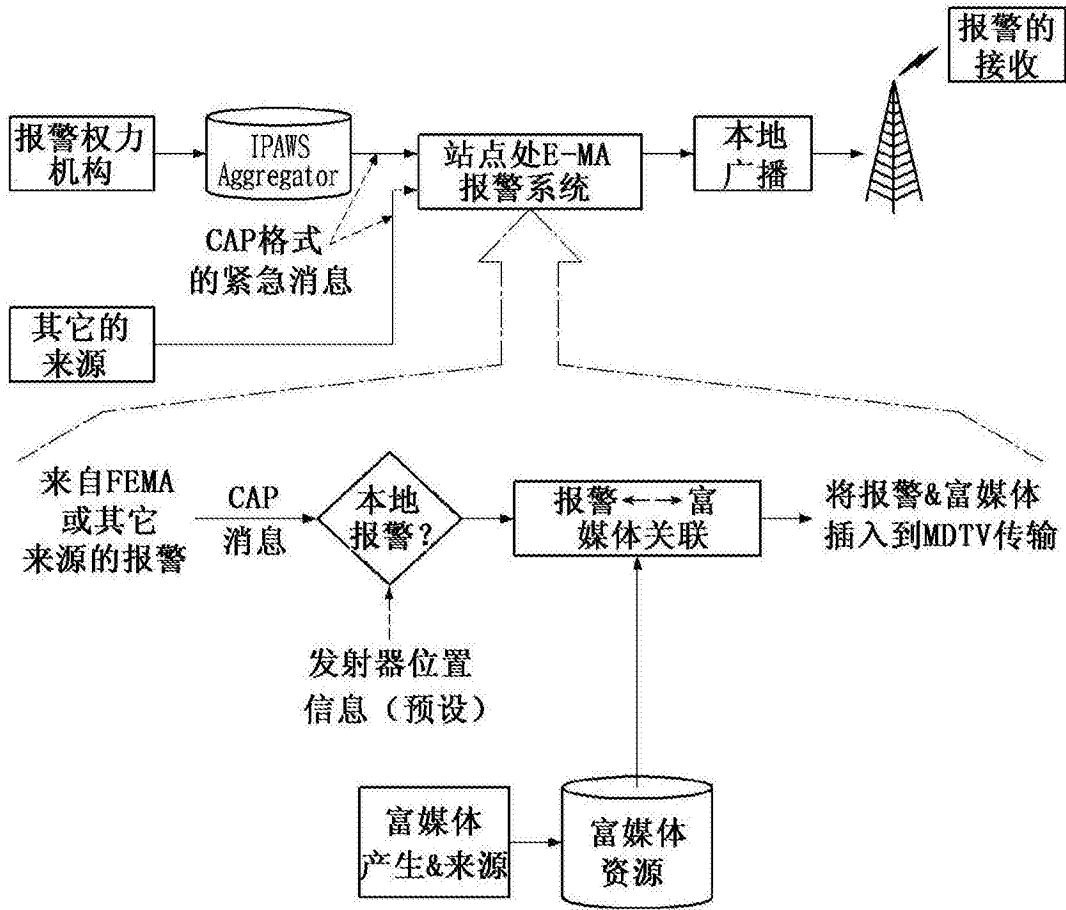 报警的
接收
报警权力
机构
IPAWS
Aggregator
站点处E-MA
报警系统
本地
广播
CAP格式
的紧急消息
其它的
来源
来自FEMA
或其它
来源的报警
CAP
消息
本地
报警？
报警 富
媒体关联
将报警&富媒体
插入到MDTV传输
发射器位置
信息（预设）
富媒体
产生&来源
富媒体
资源